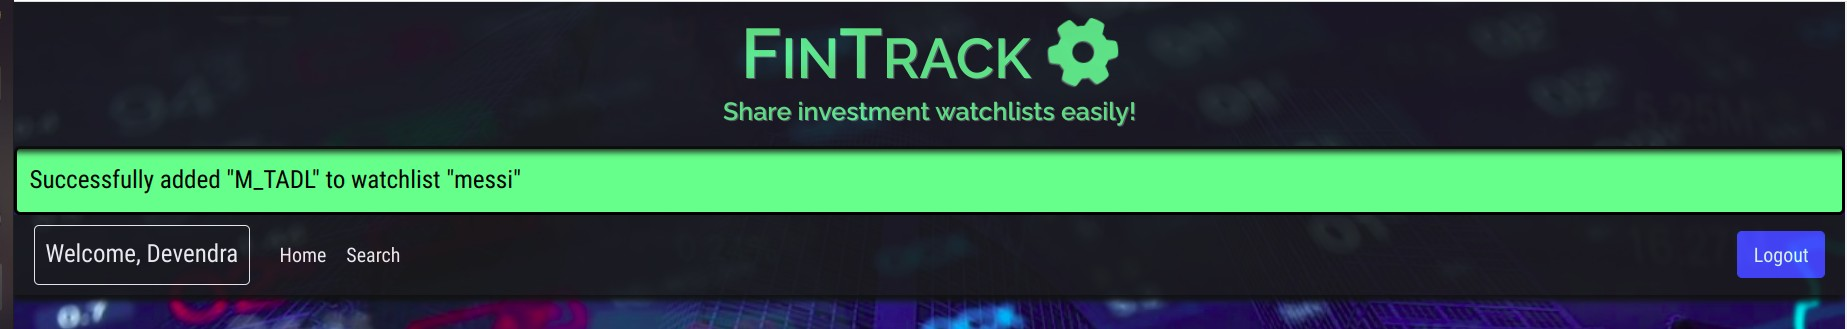 FINTRACK
Share investment watchlists easily!
Successfully added "M_TADL" to watchlist "messi"
Welcome, Devendra
Home
Search
Logout